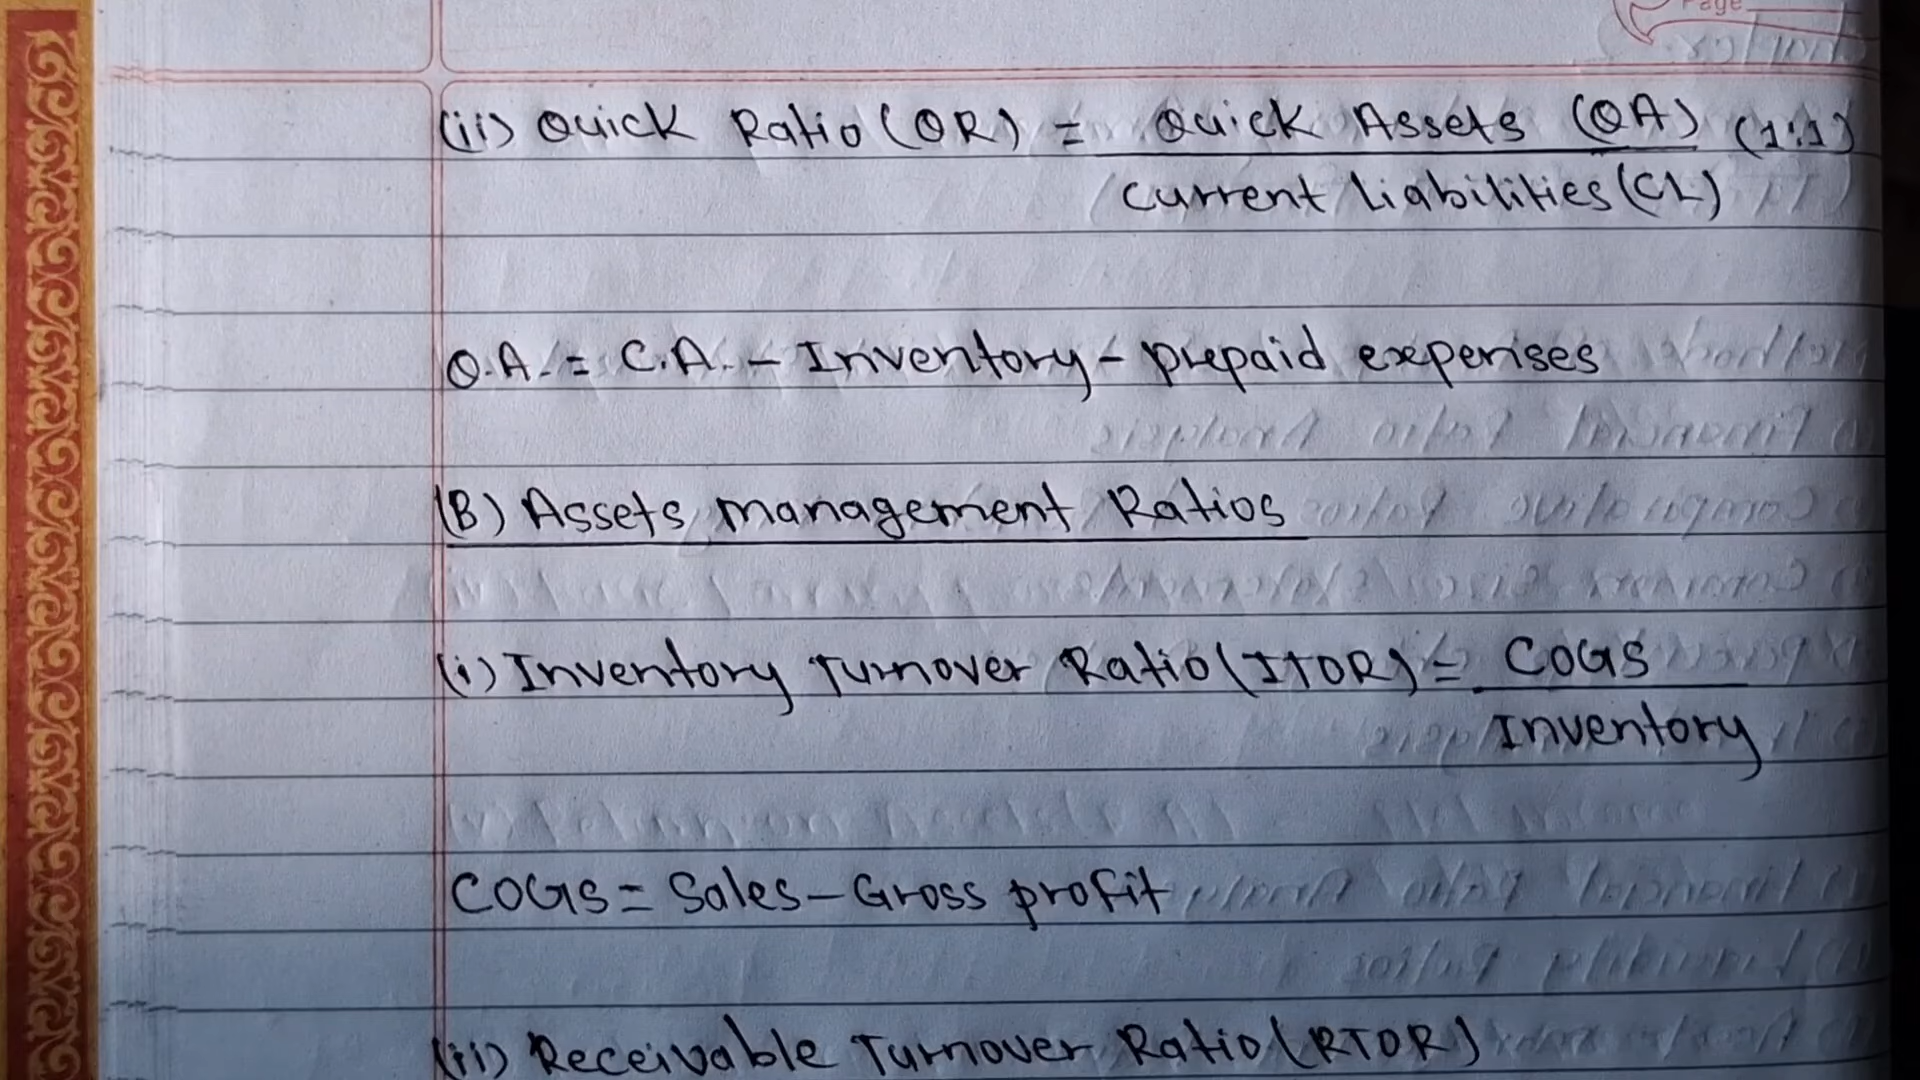 Page
(ii) Quick Ratio (QR) = Quick Assets (QA) (1:1)
Current liabilities (CL)
Q.A. = C.A. - Inventory - prepaid expenses
(B) Assets management Ratios
(i) Inventory Turnover Ratio (ITOR) = COGS
Inventory
COGS = Sales - Gross profit
(ii) Receivable Turnover Ratio (RTOR)